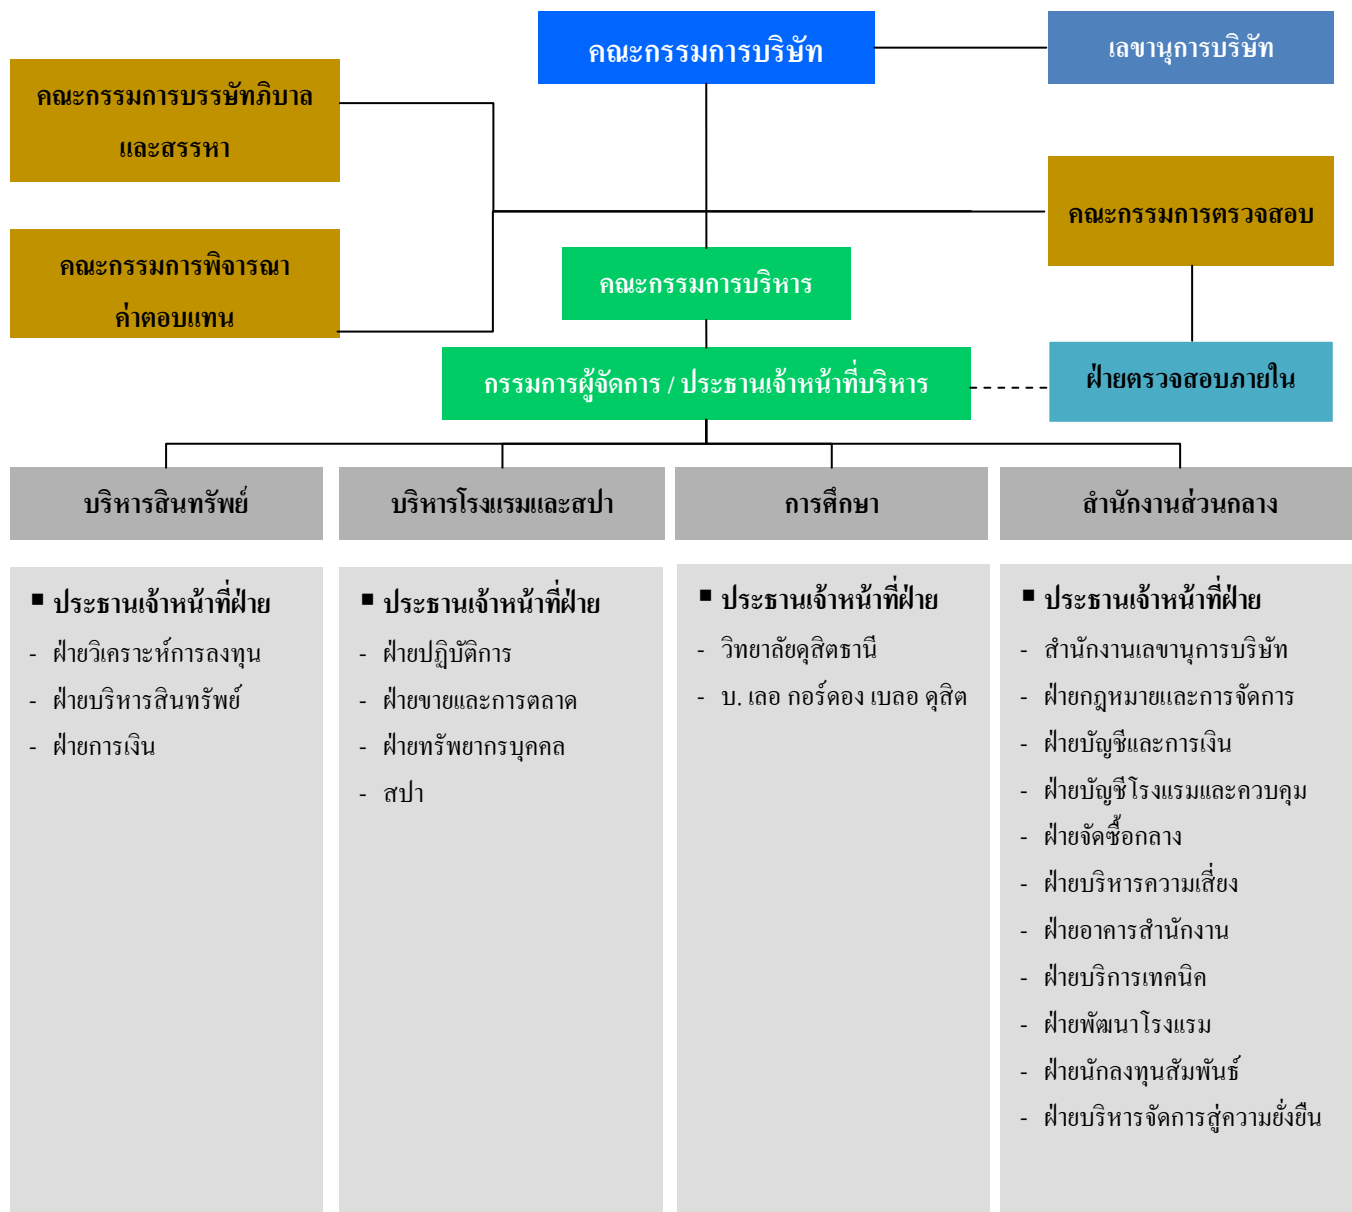 คณะกรรมการบริษัท
เลขานุการบริษัท
คณะกรรมการบรรษัทภิบาล
และสรรหา
คณะกรรมการตรวจสอบ
คณะกรรมการพิจารณา
ค่าตอบแทน
คณะกรรมการบริหาร
กรรมการผู้จัดการ / ประธานเจ้าหน้าที่บริหาร
ฝ่ายตรวจสอบภายใน
บริหารสินทรัพย์
บริหารโรงแรมและสปา
การศึกษา
สำนักงานส่วนกลาง
▪ ประธานเจ้าหน้าที่ฝ่าย
- ฝ่ายวิเคราะห์การลงทุน
- ฝ่ายบริหารสินทรัพย์
- ฝ่ายการเงิน
▪ ประธานเจ้าหน้าที่ฝ่าย
- ฝ่ายปฏิบัติการ
- ฝ่ายขายและการตลาด
- ฝ่ายทรัพยากรบุคคล
- สปา
▪ ประธานเจ้าหน้าที่ฝ่าย
- วิทยาลัยดุสิตธานี
- บ. เลอ กอร์ดอง เบลอ ดุสิต
▪ ประธานเจ้าหน้าที่ฝ่าย
- สำนักงานเลขานุการบริษัท
- ฝ่ายกฎหมายและการจัดการ
- ฝ่ายบัญชีและการเงิน
- ฝ่ายบัญชีโรงแรมและควบคุม
- ฝ่ายจัดซื้อกลาง
- ฝ่ายบริหารความเสี่ยง
- ฝ่ายอาคารสำนักงาน
- ฝ่ายบริการเทคนิค
- ฝ่ายพัฒนาโรงแรม
- ฝ่ายนักลงทุนสัมพันธ์
- ฝ่ายบริหารจัดการสู่ความยั่งยืน